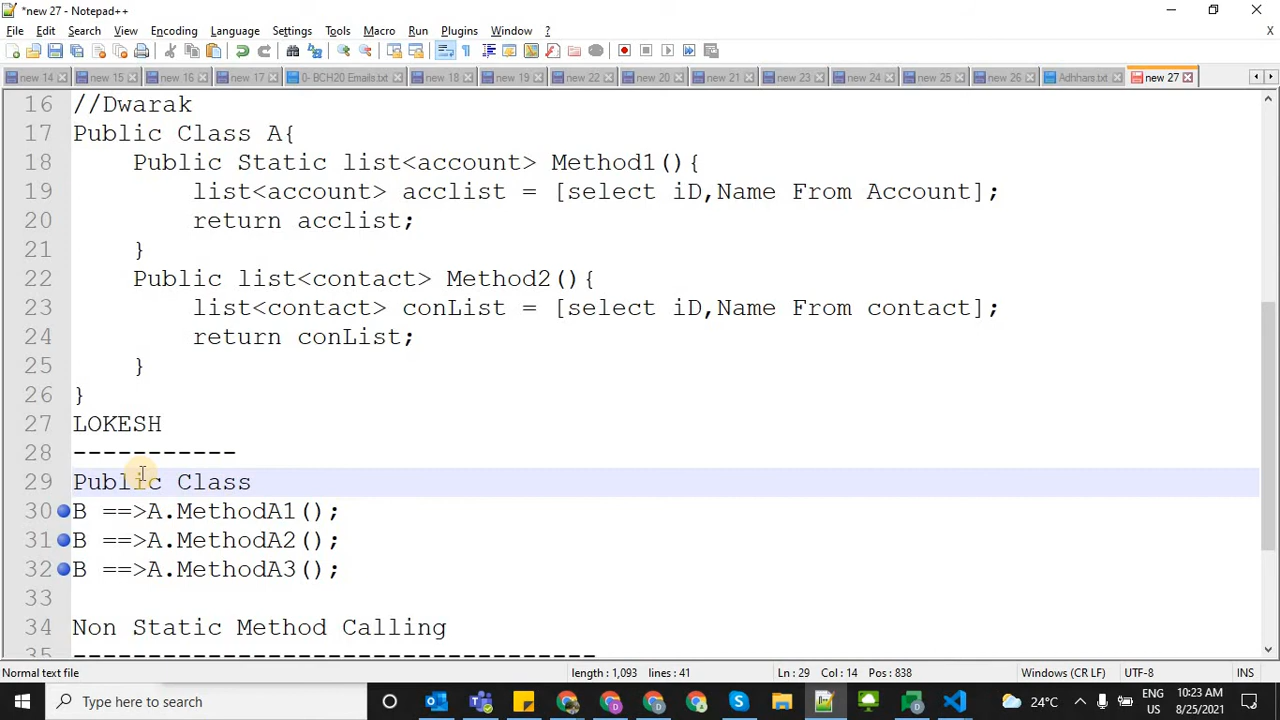 *new 27 - Notepad++
File Edit Search View Encoding Language Settings Tools Macro Run Plugins Window ?
X
new 14 new 15 new 16 new 17 0- BCH20 Emails.txt new 18 new 19 new 22 new 20 new 21 new 23 new 24 new 25 new 26 Adhhars.txt new 27
16 //Dwarak
17 Public Class A{
18 Public Static list<account> Method1(){
19 list<account> acclist = [select iD,Name From Account];
20 return acclist;
21 }
22 Public list<contact> Method2(){
23 list<contact> conList = [select iD,Name From contact];
24 return conList;
25 }
26 }
27 LOKESH
28 -----------
29 Public Class
30 B ==>A.MethodA1();
31 B ==>A.MethodA2();
32 B ==>A.MethodA3();
33
34 Non Static Method Calling
35 -----------------------------------
Normal text file length : 1,093 lines : 41 Ln : 29 Col : 14 Pos : 838 Windows (CR LF) UTF-8 INS
Type here to search 24°C ENG US 10:23 AM 8/25/2021